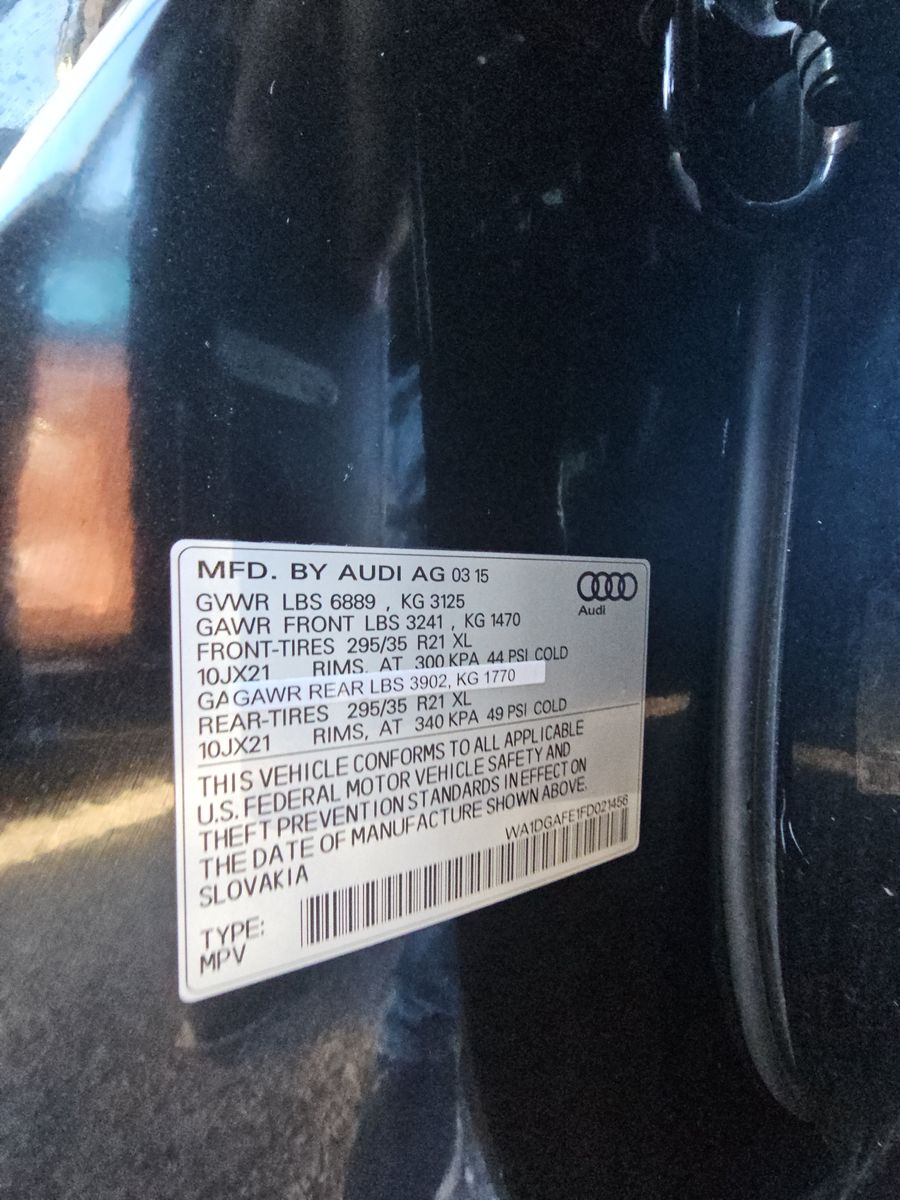 MFD. BY AUDI AG 03 15
Audi
GVWR LBS 6889 , KG 3125
GAWR FRONT LBS 3241 , KG 1470
FRONT-TIRES 295/35 R21 XL
10JX21 RIMS, AT 300 KPA 44 PSI COLD
GAGAWR REAR LBS 3902, KG 1770
REAR-TIRES 295/35 R21 XL
10JX21 RIMS, AT 340 KPA 49 PSI COLD
THIS VEHICLE CONFORMS TO ALL APPLICABLE
U.S. FEDERAL MOTOR VEHICLE SAFETY AND
THEFT PREVENTION STANDARDS IN EFFECT ON
THE DATE OF MANUFACTURE SHOWN ABOVE.
SLOVAKIA
WA1DGAFE1FD021456
TYPE:
MPV